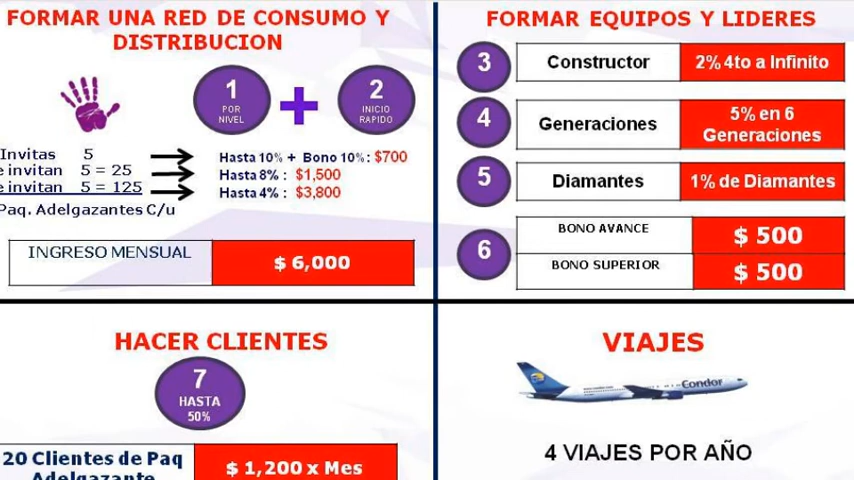 FORMAR UNA RED DE CONSUMO Y
DISTRIBUCION
1
POR
NIVEL
2
INICIO
RAPIDO
Invitas 5
e invitan 5 = 25
e invitan 5 = 125
Paq. Adelgazantes C/u
Hasta 10% + Bono 10%: $700
Hasta 8% : $1,500
Hasta 4% : $3,800
INGRESO MENSUAL $ 6,000
FORMAR EQUIPOS Y LIDERES
3 Constructor 2% 4to a Infinito
4 Generaciones 5% en 6
Generaciones
5 Diamantes 1% de Diamantes
6
BONO AVANCE $ 500
BONO SUPERIOR $ 500
HACER CLIENTES
7
HASTA
50%
20 Clientes de Paq
Adelgazante
$ 1,200 x Mes
VIAJES
Condor
4 VIAJES POR AÑO